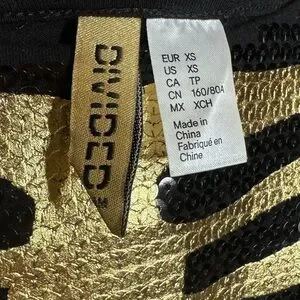 DIVIDED
EUR XS
US XS
CA TP
CN 160/80A
MX XCH
Made in
China
Fabriqué en
Chine